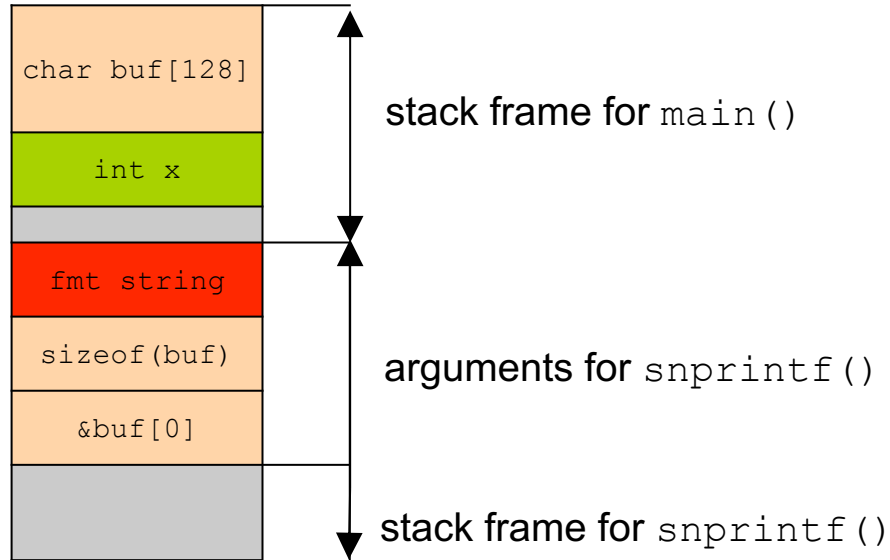 char buf[128]
stack frame for main()
int x
fmt string
sizeof(buf)
arguments for snprintf()
&buf[0]
stack frame for snprintf()